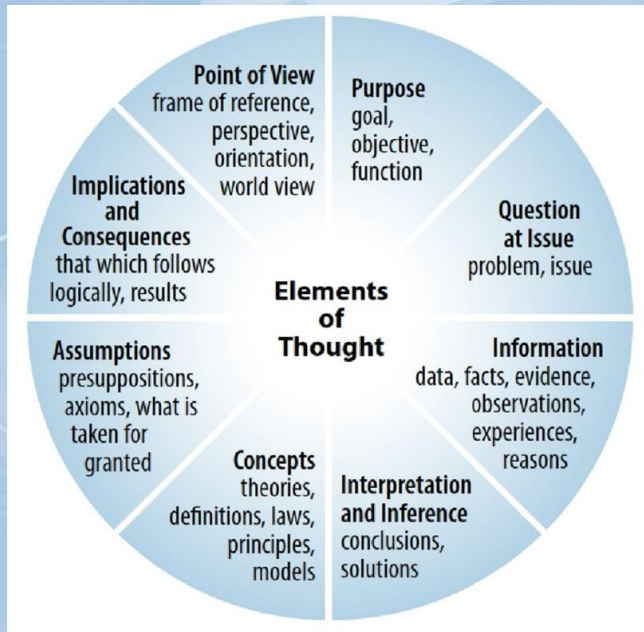 Point of View
frame of reference,
perspective,
orientation,
world view
Purpose
goal,
objective,
function
Question
at Issue
problem, issue
Information
data, facts, evidence,
observations,
experiences,
reasons
Interpretation
and Inference
conclusions,
solutions
Concepts
theories,
definitions, laws,
principles,
models
Assumptions
presuppositions,
axioms, what is
taken for
granted
Implications
and
Consequences
that which follows
logically, results
Elements
of
Thought